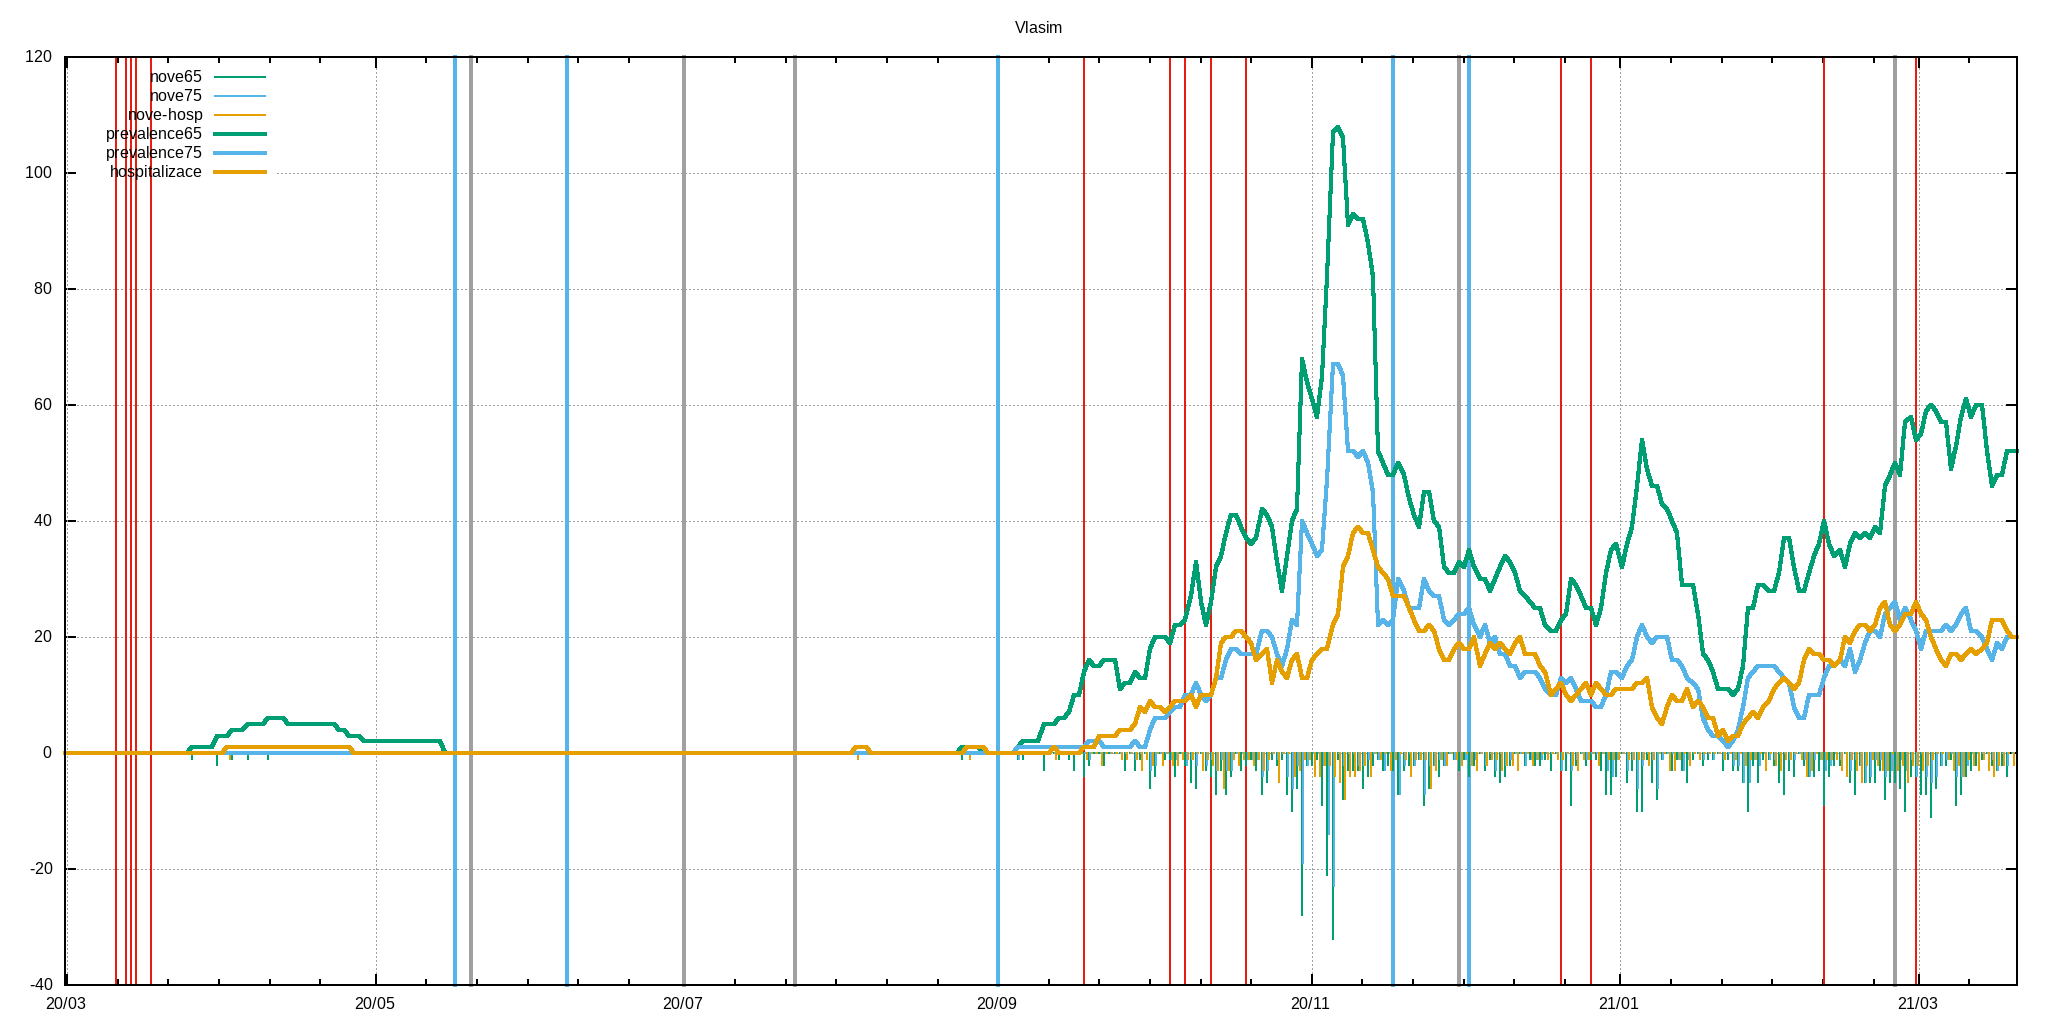 Vlasim
120
100
80
60
40
20
0
-20
-40
nove65
nove75
nove-hosp
prevalence65
prevalence75
hospitalizace
20/03 20/05 20/07 20/09 20/11 21/01 21/03